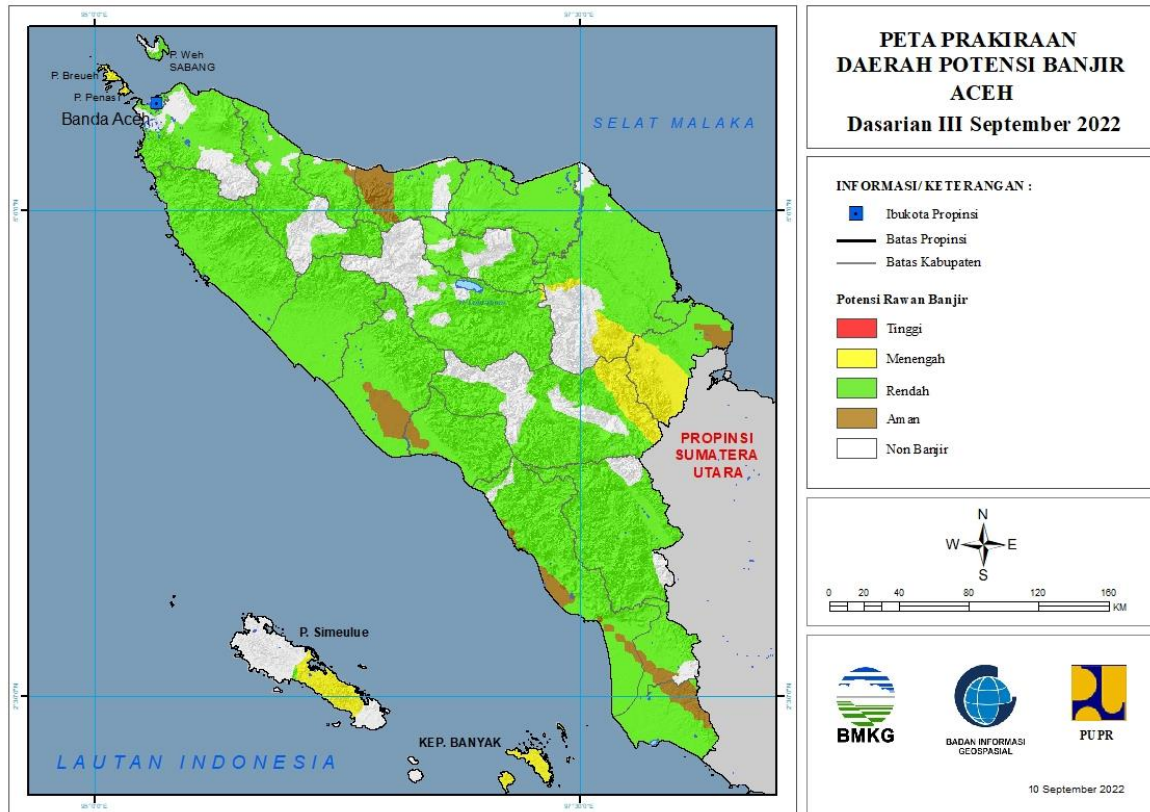 PETA PRAKIRAAN
DAERAH POTENSI BANJIR
ACEH
Dasarian III September 2022
INFORMASI/ KETERANGAN :
Ibukota Propinsi
Batas Propinsi
Batas Kabupaten
Potensi Rawan Banjir
Tinggi
Menengah
Rendah
Aman
Non Banjir
N
W E
S
0 20 40 80 120 160
KM
BMKG
BADAN INFORMASI
GEOSPASIAL
PUPR
10 September 2022
P. Weh
SABANG
P. Breueh
Banda Aceh
SELAT MALAKA
PROPINSI
SUMATERA
UTARA
P. Simeulue
KEP. BANYAK
LAUTAN INDONESIA